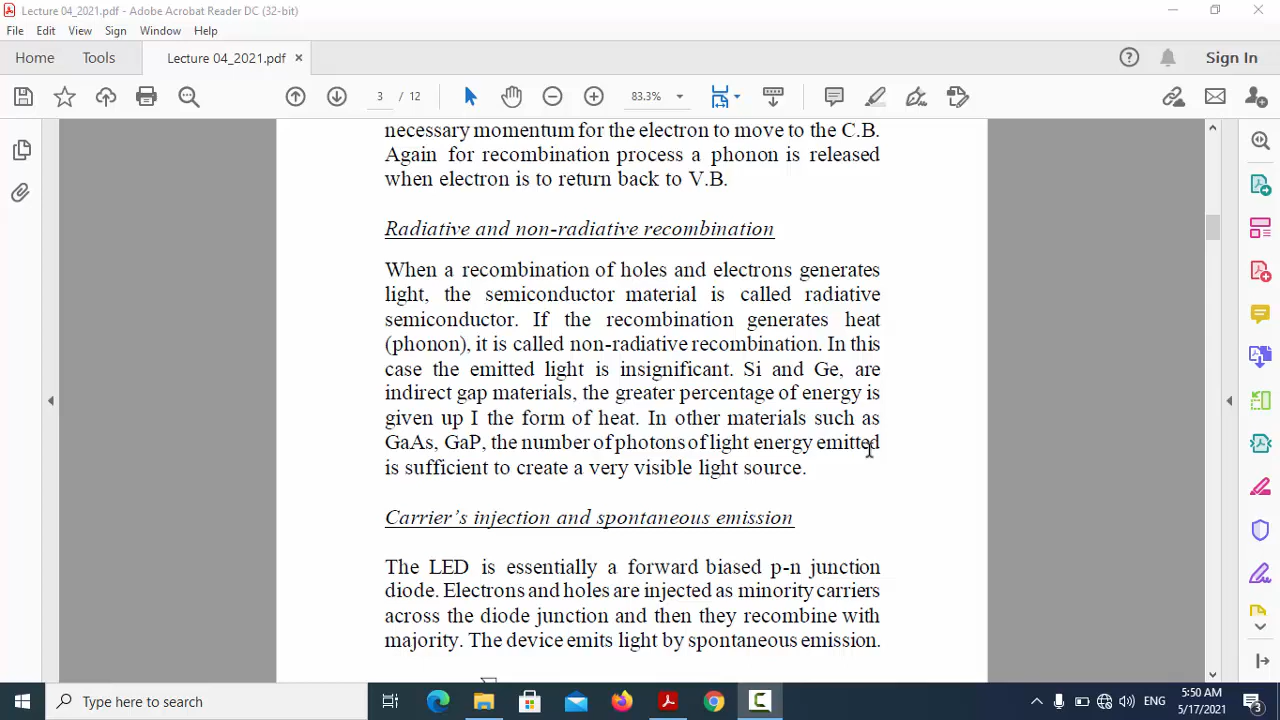 Lecture 04_2021.pdf - Adobe Acrobat Reader DC (32-bit)
File Edit View Sign Window Help
Home Tools Lecture 04_2021.pdf × Sign In
3 / 12 83.3%
necessary momentum for the electron to move to the C.B.
Again for recombination process a phonon is released
when electron is to return back to V.B.
Radiative and non-radiative recombination
When a recombination of holes and electrons generates
light, the semiconductor material is called radiative
semiconductor. If the recombination generates heat
(phonon), it is called non-radiative recombination. In this
case the emitted light is insignificant. Si and Ge, are
indirect gap materials, the greater percentage of energy is
given up I the form of heat. In other materials such as
GaAs, GaP, the number of photons of light energy emitted
is sufficient to create a very visible light source.
Carrier's injection and spontaneous emission
The LED is essentially a forward biased p-n junction
diode. Electrons and holes are injected as minority carriers
across the diode junction and then they recombine with
majority. The device emits light by spontaneous emission.
Type here to search
ENG
5:50 AM
5/17/2021
3